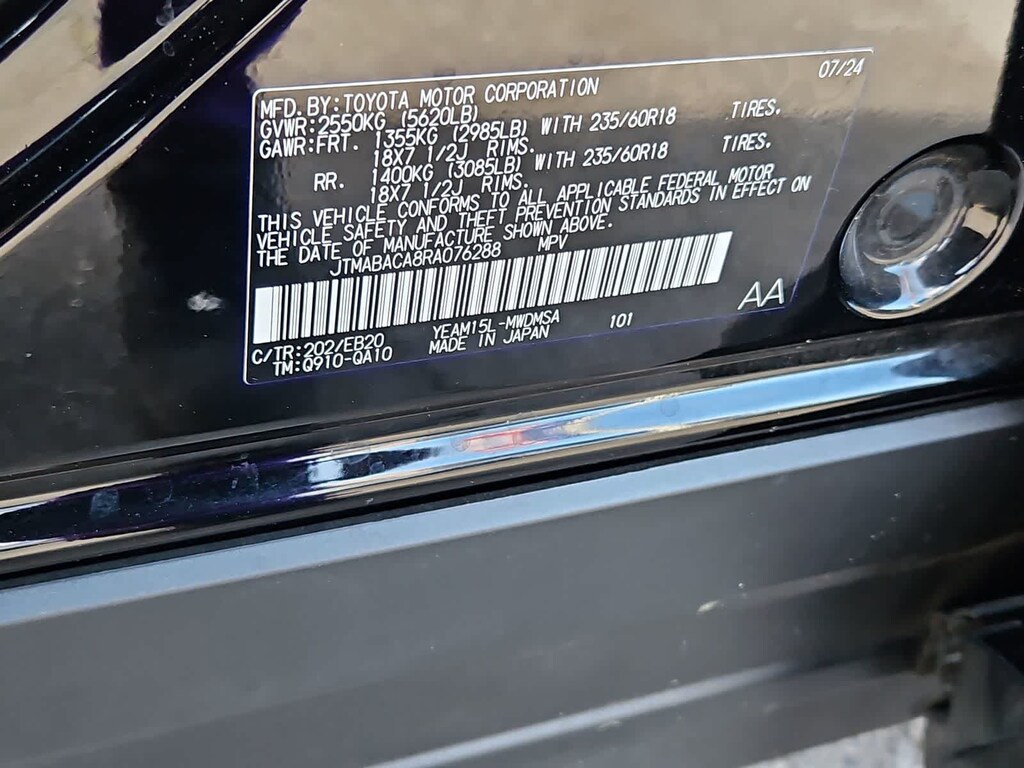 07/24
MFD.BY:TOYOTA MOTOR CORPORATION
GVWR:2550KG (5620LB)
GAWR:FRT. 1355KG (2985LB) WITH 235/60R18 TIRES.
18X7 1/2J RIMS.
RR. 1400KG (3085LB) WITH 235/60R18 TIRES.
18X7 1/2J RIMS.
THIS VEHICLE CONFORMS TO ALL APPLICABLE FEDERAL MOTOR
VEHICLE SAFETY AND THEFT PREVENTION STANDARDS IN EFFECT ON
THE DATE OF MANUFACTURE SHOWN ABOVE.
JTMABACA8RA076288 MPV
AA
C/TR:202/EB20 YEAM15L-MWDMSA 101
TM:Q910-QA10 MADE IN JAPAN